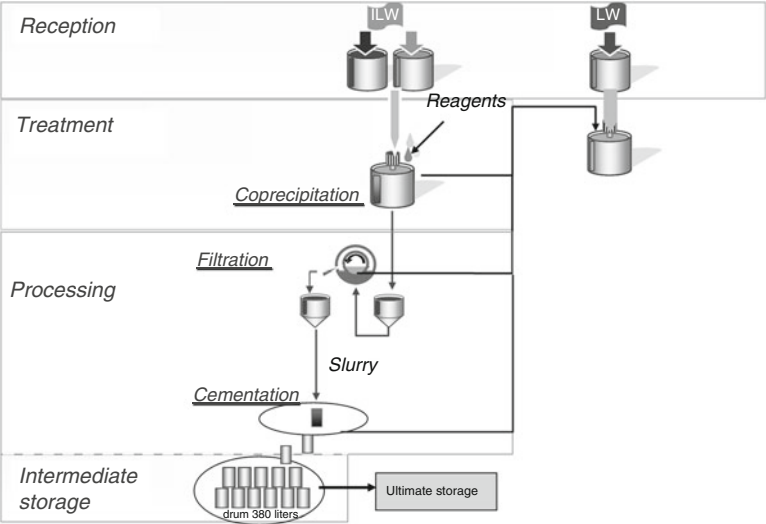 Reception
ILW
LW
Treatment
Reagents
Coprecipitation
Filtration
Processing
Slurry
Cementation
Intermediate
storage
drum 380 liters
Ultimate storage